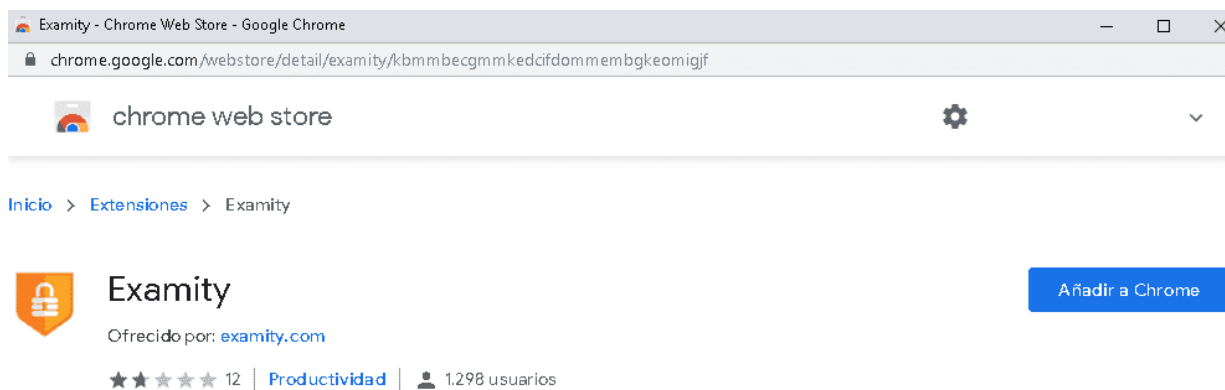 Examity - Chrome Web Store - Google Chrome
chrome.google.com/webstore/detail/examity/kbmmbecgmmkedcifdommembgkeomigjf
chrome web store
Inicio > Extensiones > Examity
Examity
Añadir a Chrome
Ofrecido por: examity.com
12 | Productividad | 1.298 usuarios